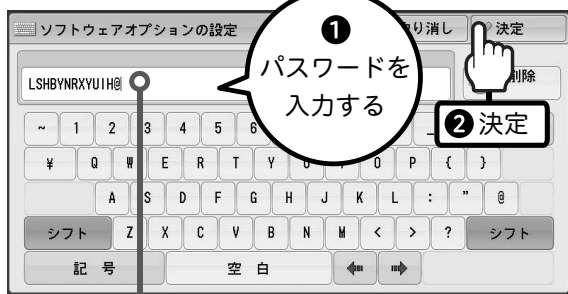 ソフトウェアオプションの設定 り消し 決定
❶
パスワードを
入力する
LSHBYNRXYUIH@ 削除
❷決定
~ 1 2 3 4 5 6 _
¥ Q W E R T Y U O P { }
A S D F G H J K L : " @
シフト Z X C V B N M < > ? シフト
記号 空白